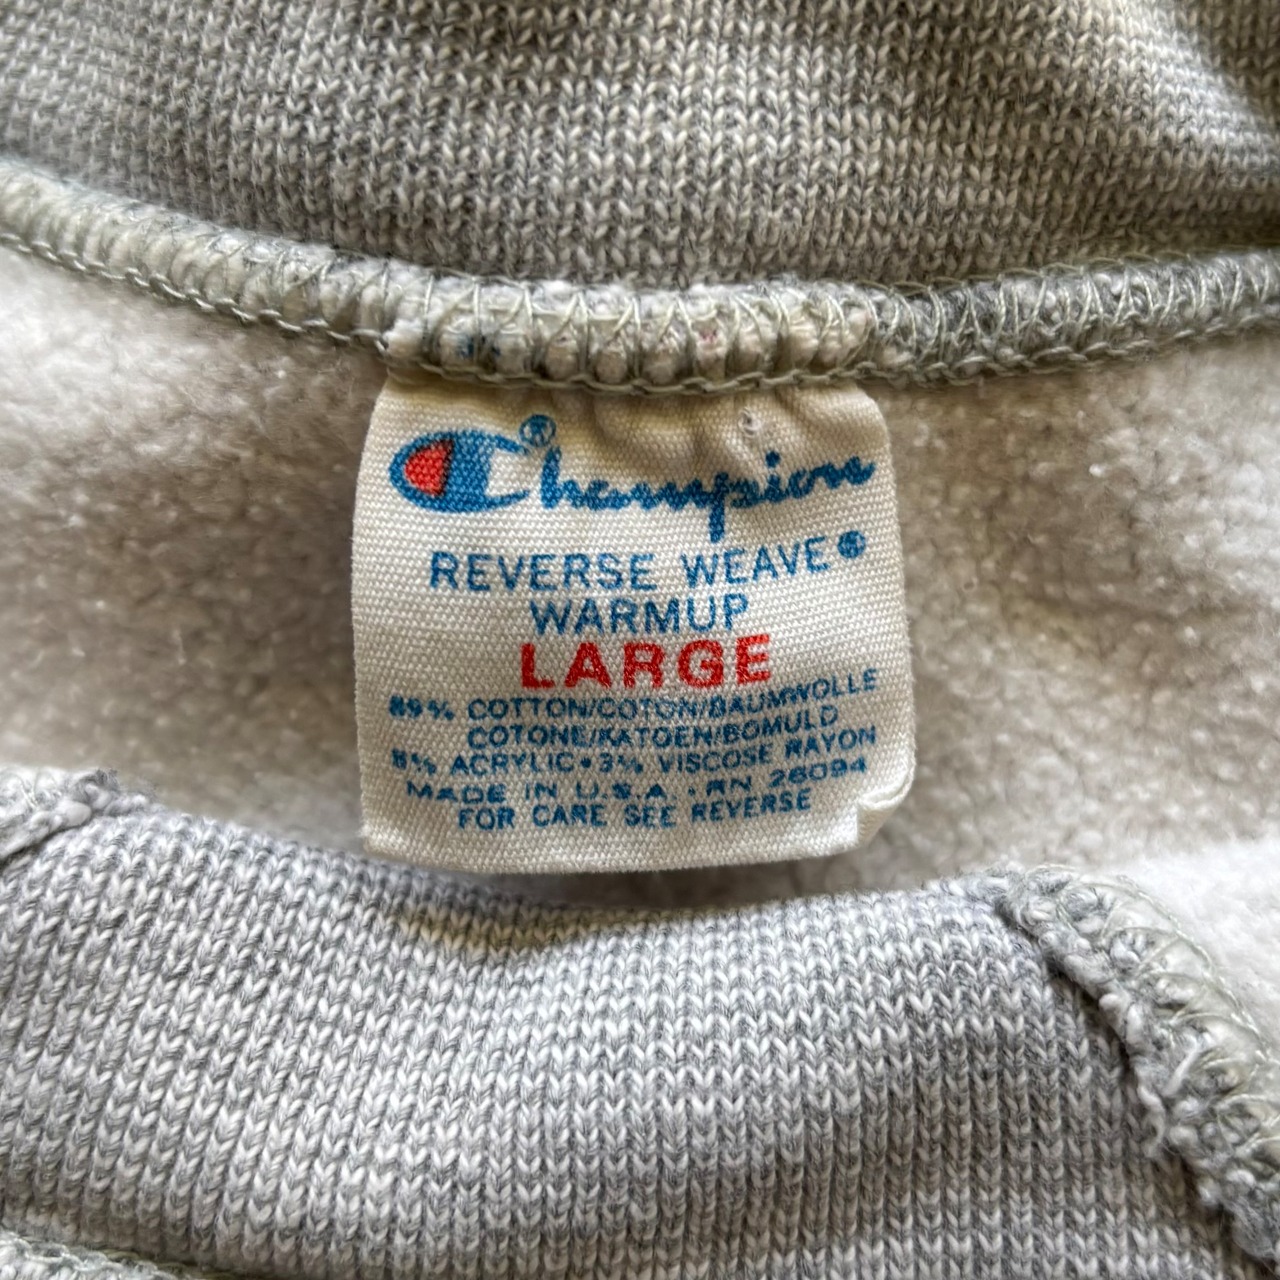 Champion®
REVERSE WEAVE®
WARMUP
LARGE
89% COTTON/COTON/BAUMWOLLE
COTONE/KATOEN/BOMULD
8% ACRYLIC • 3% VISCOSE RAYON
MADE IN U.S.A. • RN 26094
FOR CARE SEE REVERSE